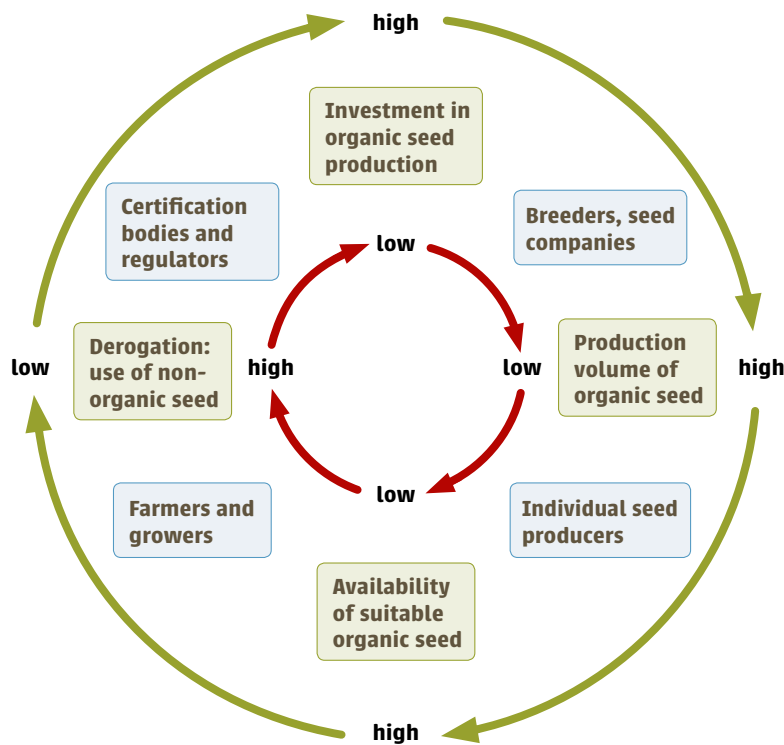 high
Investment in
organic seed
production
Certification
bodies and
regulators
Breeders, seed
companies
low
low
Derogation:
use of non-
organic seed
high
low
Production
volume of
organic seed
high
low
Farmers and
growers
Individual seed
producers
Availability
of suitable
organic seed
high